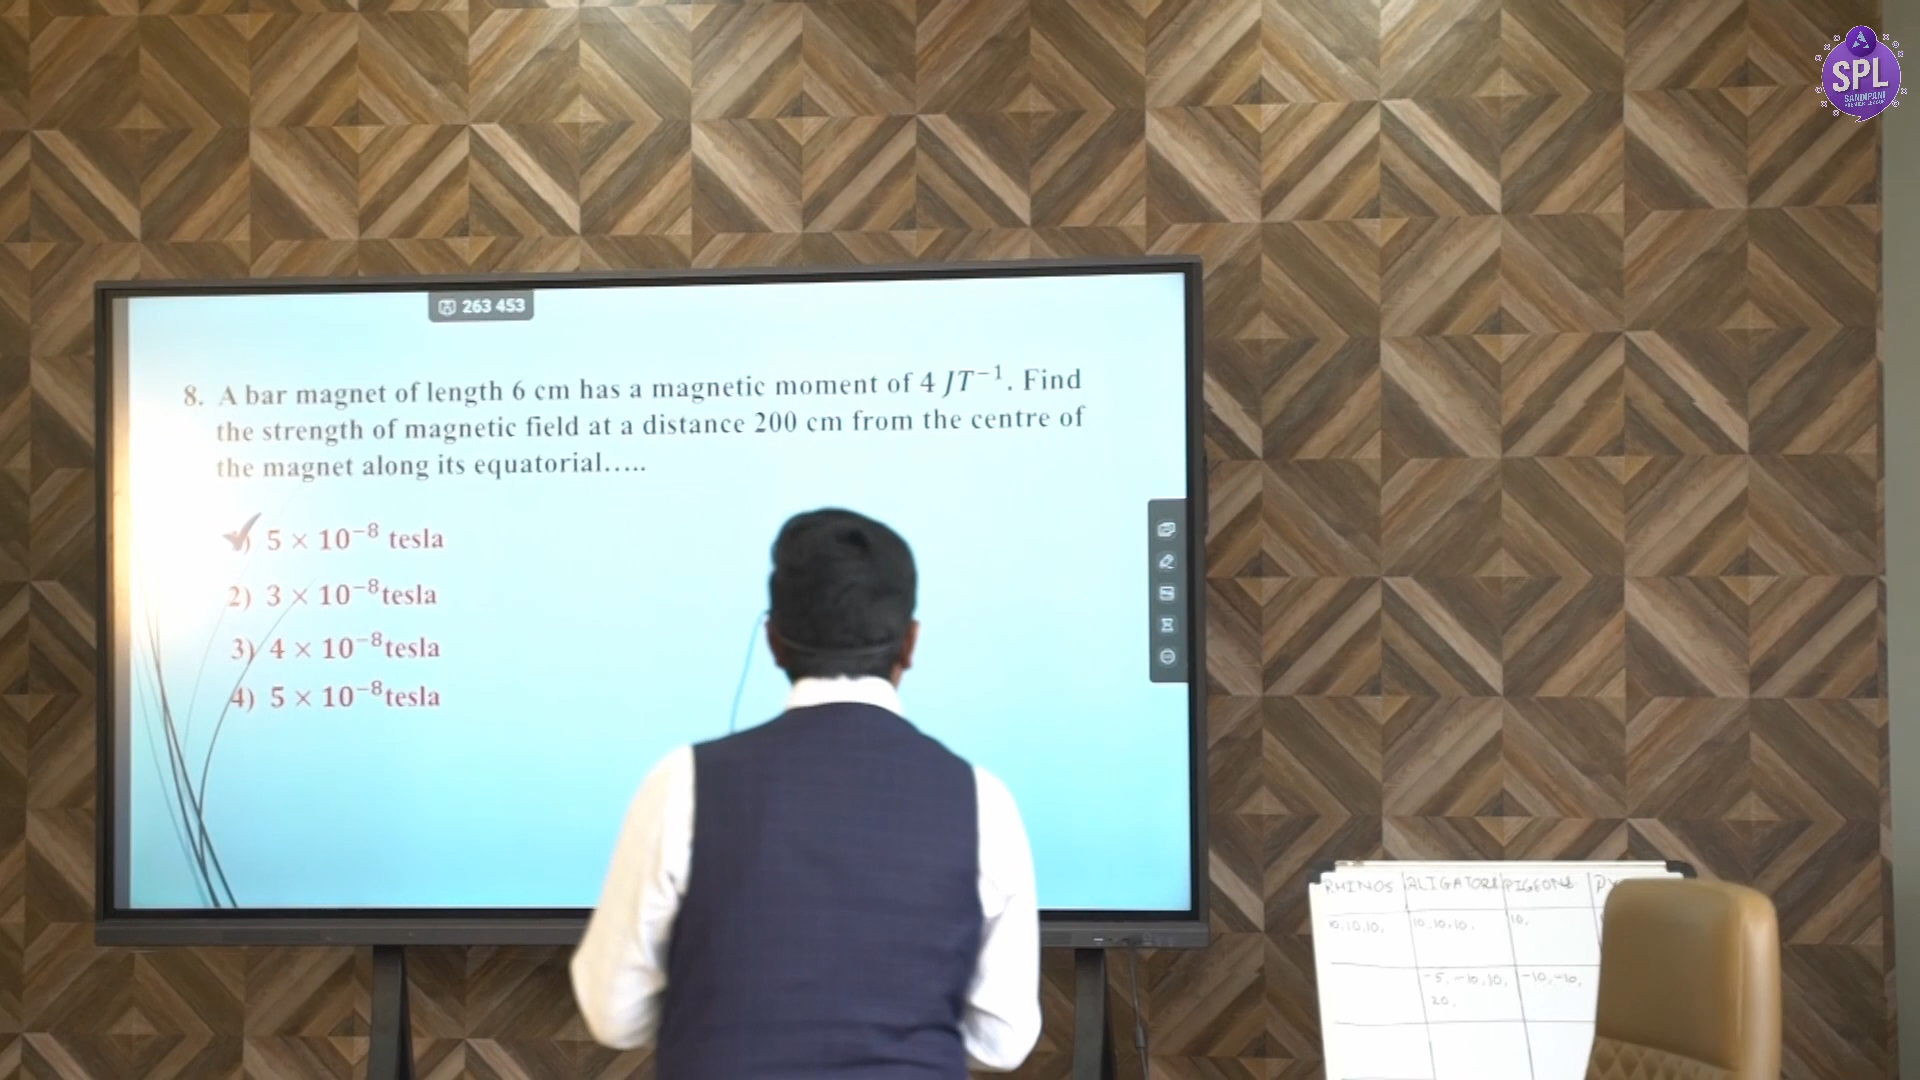 SPL
SANDIPANI
PREMIER LEAGUE
263 453
8. A bar magnet of length 6 cm has a magnetic moment of 4 JT⁻¹. Find
the strength of magnetic field at a distance 200 cm from the centre of
the magnet along its equatorial.....
) 5 × 10⁻⁸ tesla
2) 3 × 10⁻⁸tesla
3) 4 × 10⁻⁸tesla
4) 5 × 10⁻⁸tesla
RHINOS ALIGATORS PIGEONS
10,10,10, 10,10,10, 10,
-5, -10,10, -10,-10,
20,